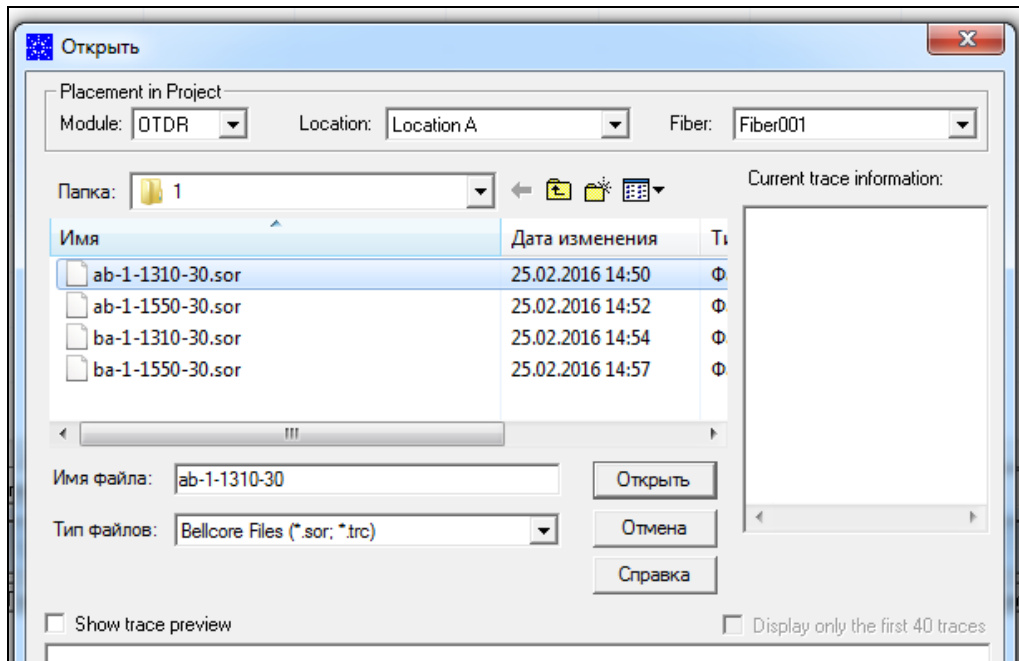 Открыть
Placement in Project
Module: OTDR Location: Location A Fiber: Fiber001
Папка: 1
Current trace information:
Имя Дата изменения
ab-1-1310-30.sor 25.02.2016 14:50
ab-1-1550-30.sor 25.02.2016 14:52
ba-1-1310-30.sor 25.02.2016 14:54
ba-1-1550-30.sor 25.02.2016 14:57
Имя файла: ab-1-1310-30 Открыть
Тип файлов: Bellcore Files (*.sor; *.trc) Отмена
Справка
Show trace preview Display only the first 40 traces